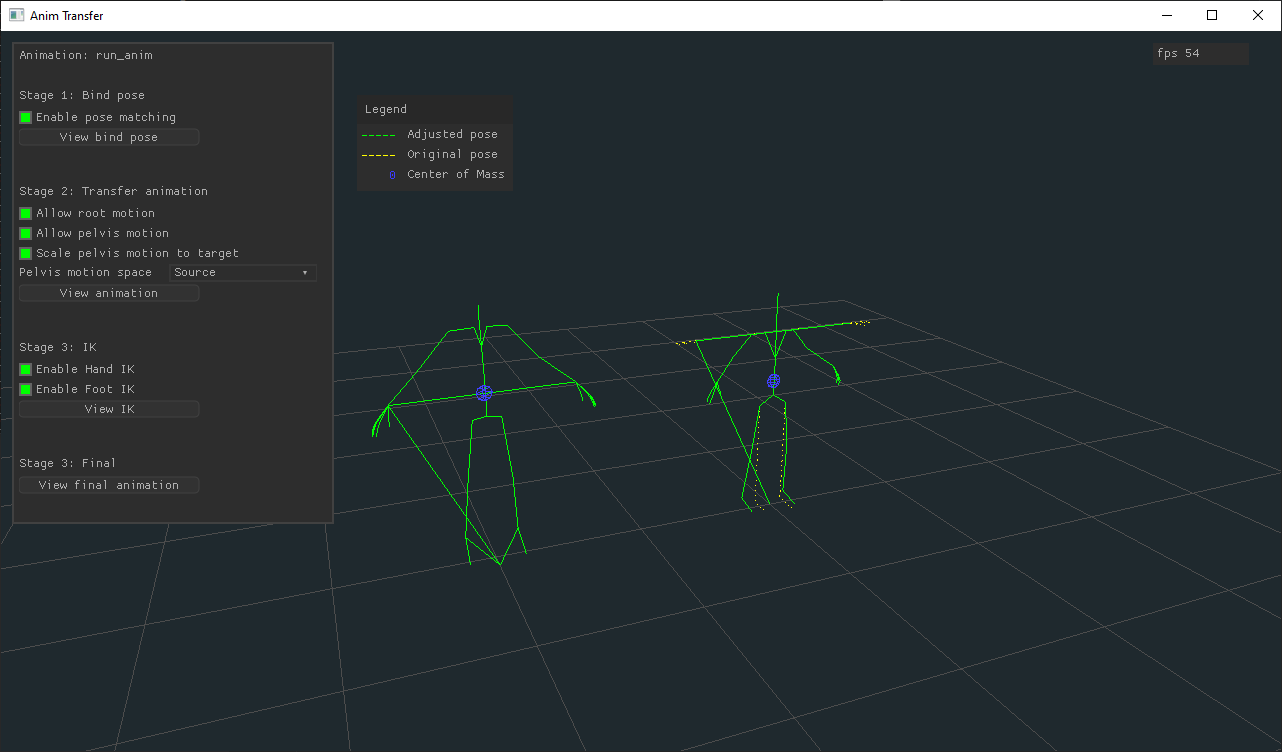 Anim Transfer
Animation: run_anim
fps 54
Stage 1: Bind pose
Enable pose matching
View bind pose
Legend
Adjusted pose
Original pose
Center of Mass
Stage 2: Transfer animation
Allow root motion
Allow pelvis motion
Scale pelvis motion to target
Pelvis motion space Source
View animation
Stage 3: IK
Enable Hand IK
Enable Foot IK
View IK
Stage 3: Final
View final animation